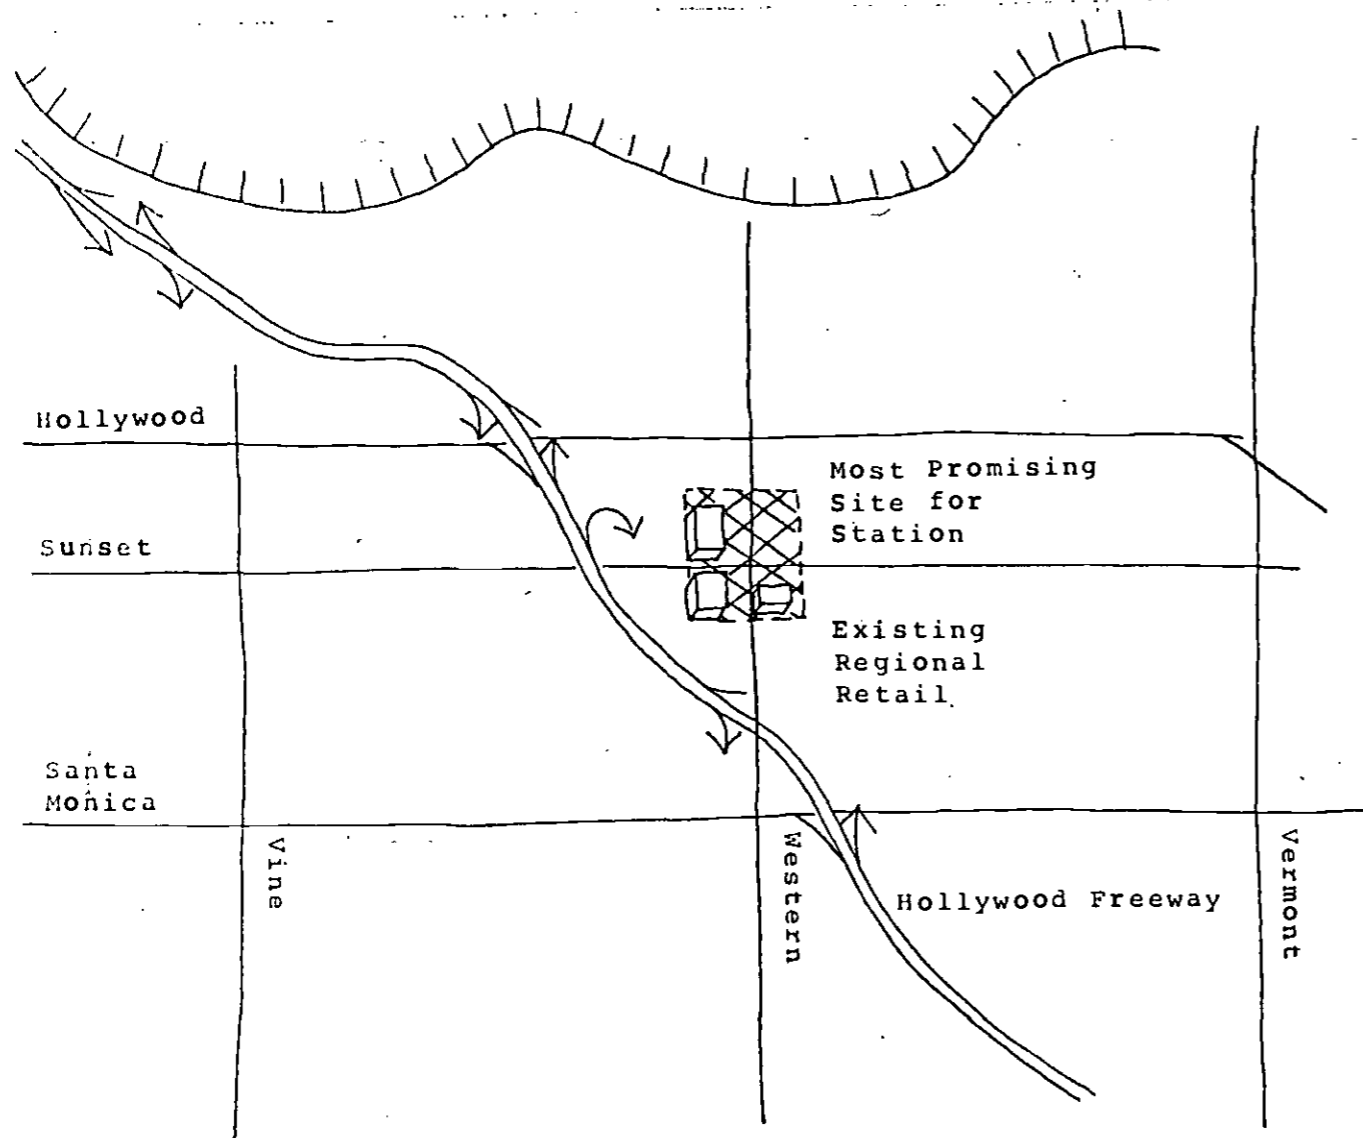 Hollywood
Most Promising
Site for
Station
Sunset
Existing
Regional
Retail
Santa
Monica
Vine
Western
Vermont
Hollywood Freeway